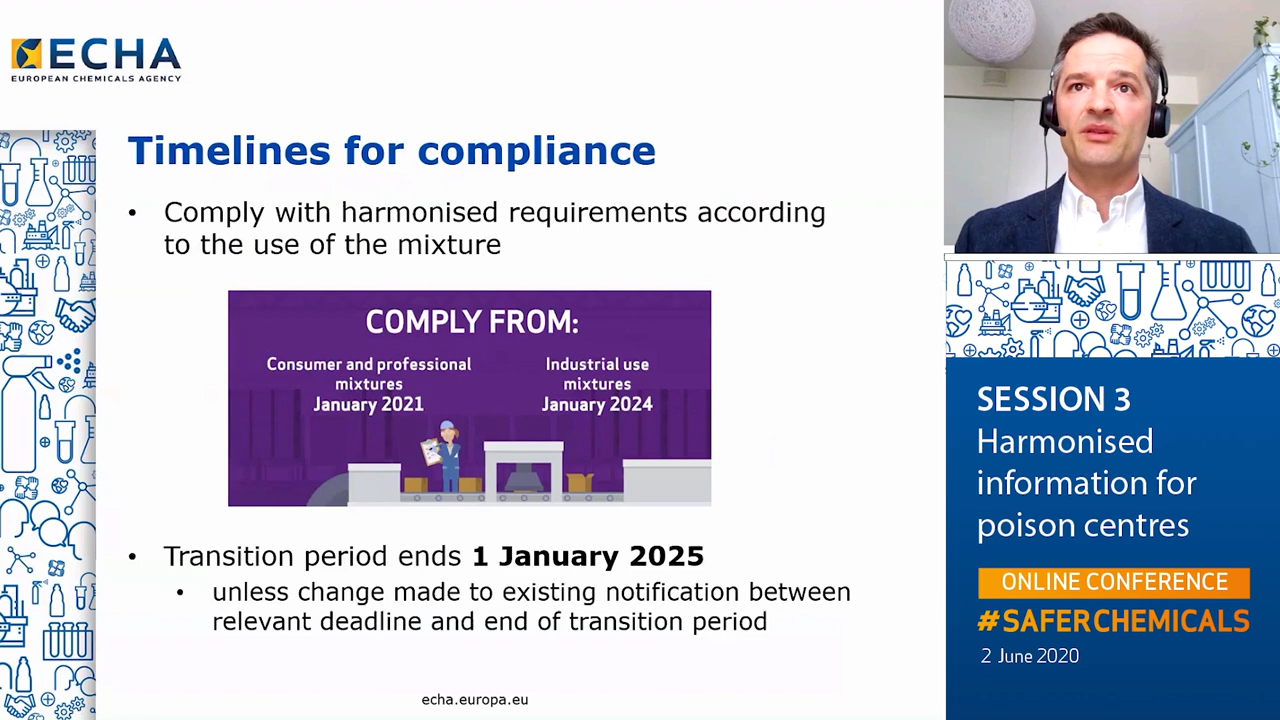 ECHA
EUROPEAN CHEMICALS AGENCY
Timelines for compliance
• Comply with harmonised requirements according
to the use of the mixture
COMPLY FROM:
Consumer and professional
mixtures
January 2021
Industrial use
mixtures
January 2024
• Transition period ends 1 January 2025
• unless change made to existing notification between
relevant deadline and end of transition period
echa.europa.eu
SESSION 3
Harmonised
information for
poison centres
ONLINE CONFERENCE
#SAFERCHEMICALS
2 June 2020